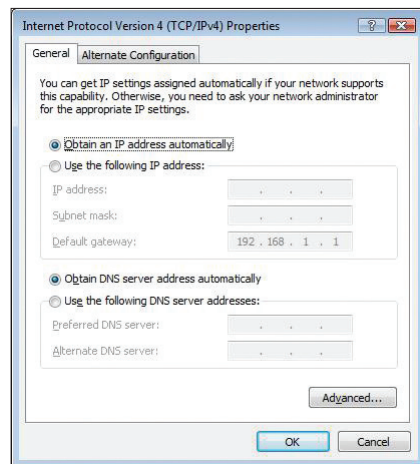 Internet Protocol Version 4 (TCP/IPv4) Properties
General
Alternate Configuration
You can get IP settings assigned automatically if your network supports
this capability. Otherwise, you need to ask your network administrator
for the appropriate IP settings.
Obtain an IP address automatically
Use the following IP address:
IP address:
Subnet mask:
Default gateway: 192 . 168 . 1 . 1
Obtain DNS server address automatically
Use the following DNS server addresses:
Preferred DNS server:
Alternate DNS server:
Advanced...
OK
Cancel